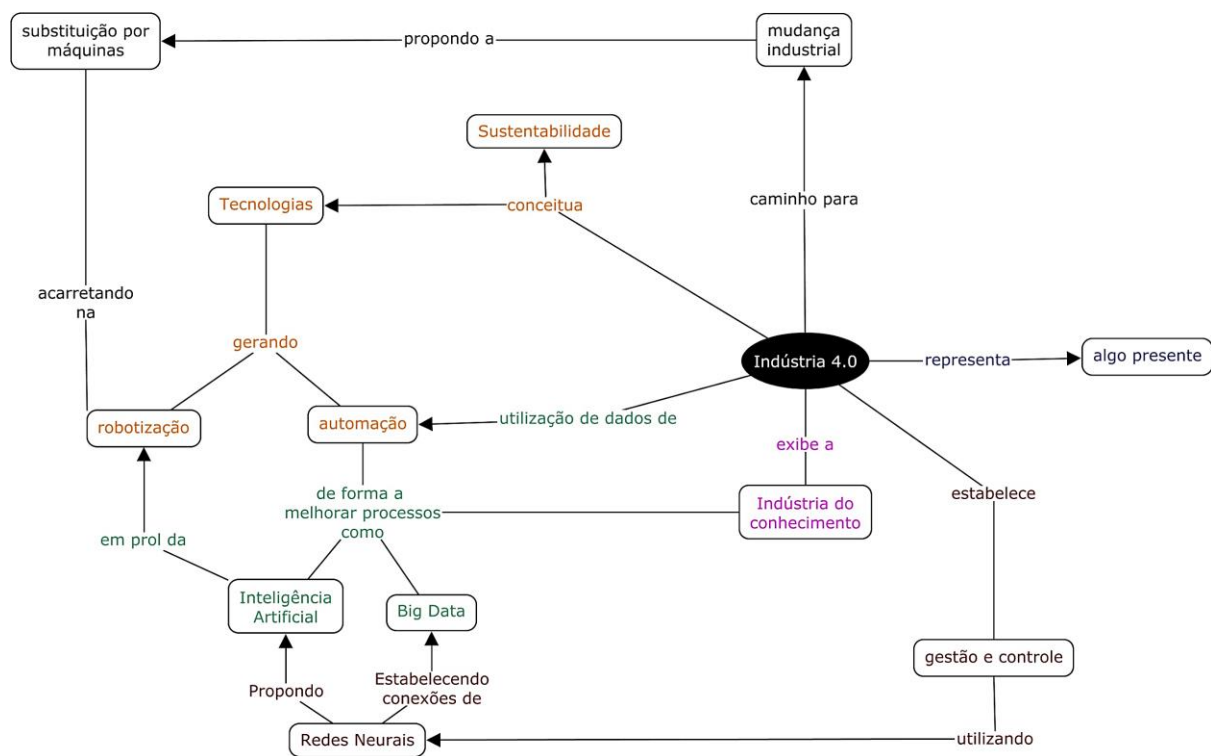 substituição por
máquinas
propondo a
mudança
industrial
Sustentabilidade
Tecnologias
conceitua
caminho para
acarretando
na
gerando
Indústria 4.0
representa
algo presente
robotização
automação
utilização de dados de
exibe a
de forma a
melhorar processos
como
Indústria do
conhecimento
estabelece
em prol da
Inteligência
Artificial
Big Data
gestão e controle
Propondo
Estabelecendo
conexões de
Redes Neurais
utilizando